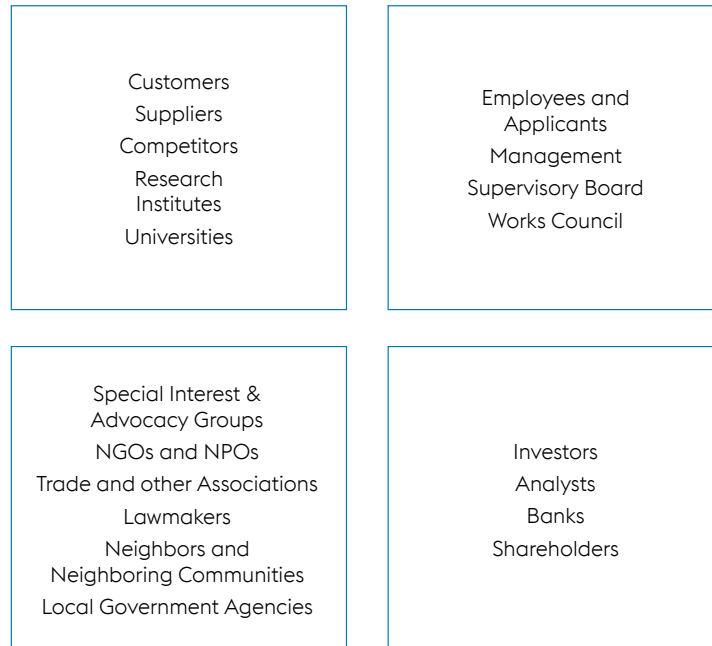 Customers
Suppliers
Competitors
Research
Institutes
Universities
Employees and
Applicants
Management
Supervisory Board
Works Council
Special Interest &
Advocacy Groups
NGOs and NPOs
Trade and other Associations
Lawmakers
Neighbors and
Neighboring Communities
Local Government Agencies
Investors
Analysts
Banks
Shareholders